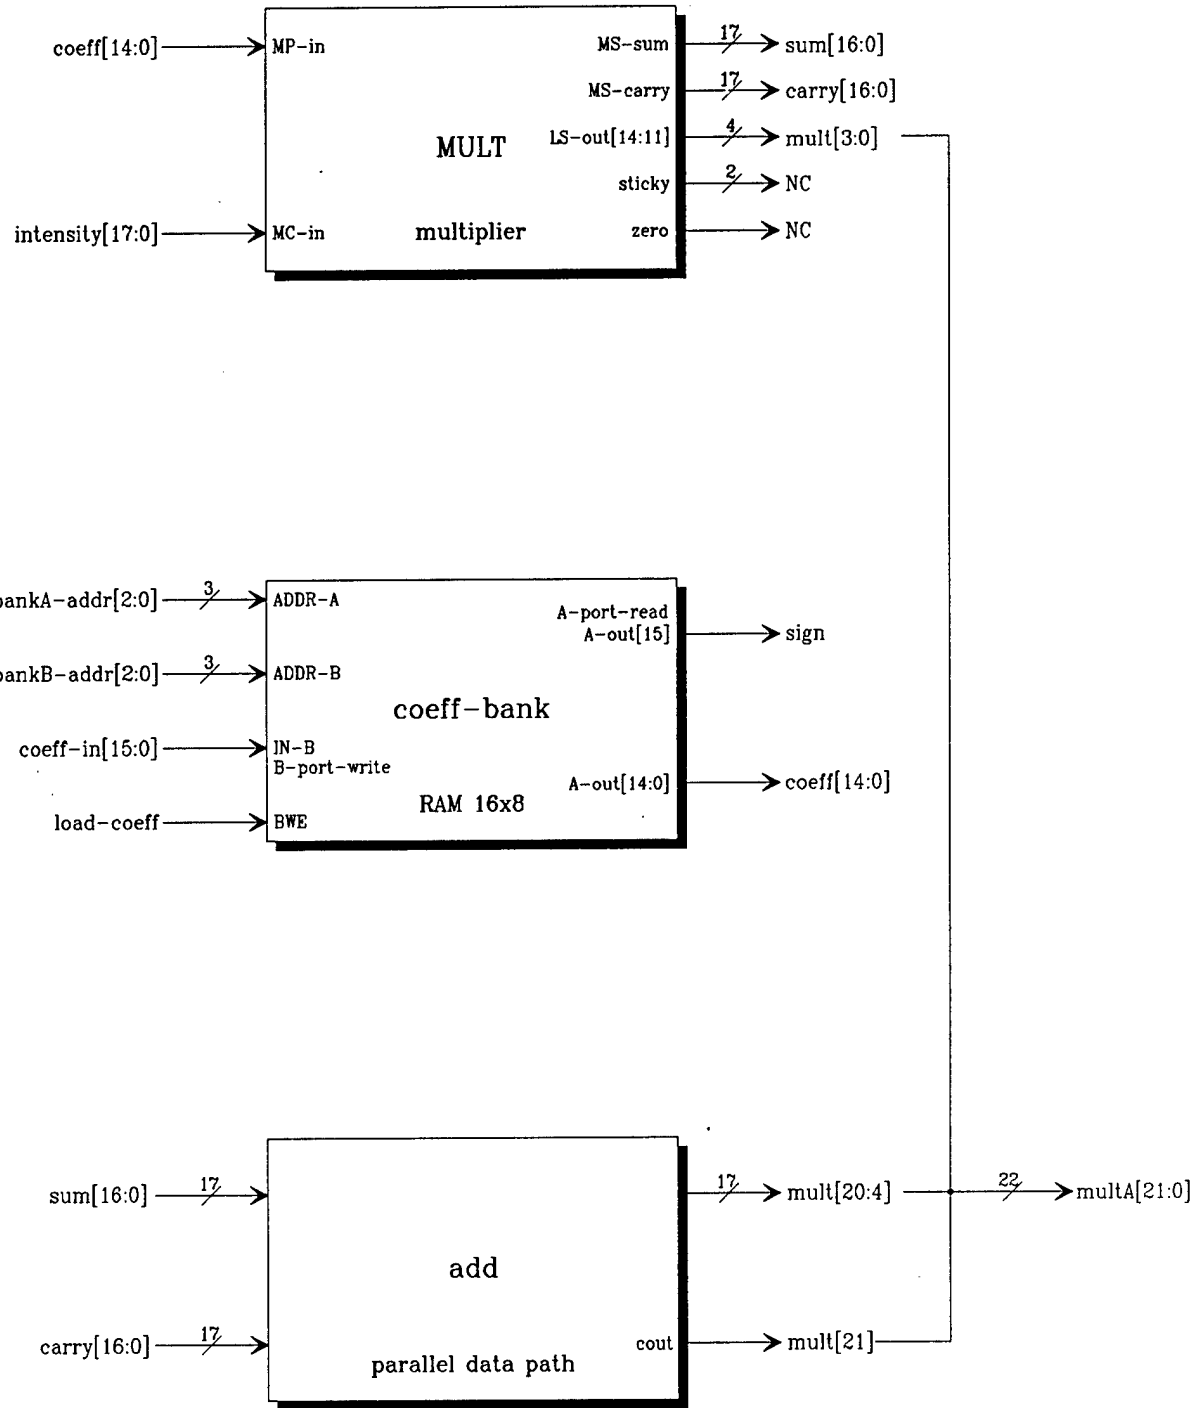 coeff[14:0] MP-in MS-sum 17 sum[16:0]
MS-carry 17 carry[16:0]
MULT LS-out[14:11] 4 mult[3:0]
sticky 2 NC
intensity[17:0] MC-in multiplier zero NC
bankA-addr[2:0] 3 ADDR-A
A-port-read
A-out[15] sign
bankB-addr[2:0] 3 ADDR-B
coeff-bank
coeff-in[15:0] IN-B
B-port-write
A-out[14:0] coeff[14:0]
RAM 16x8
load-coeff BWE
sum[16:0] 17 17 mult[20:4] 22 multA[21:0]
add
carry[16:0] 17 cout mult[21]
parallel data path